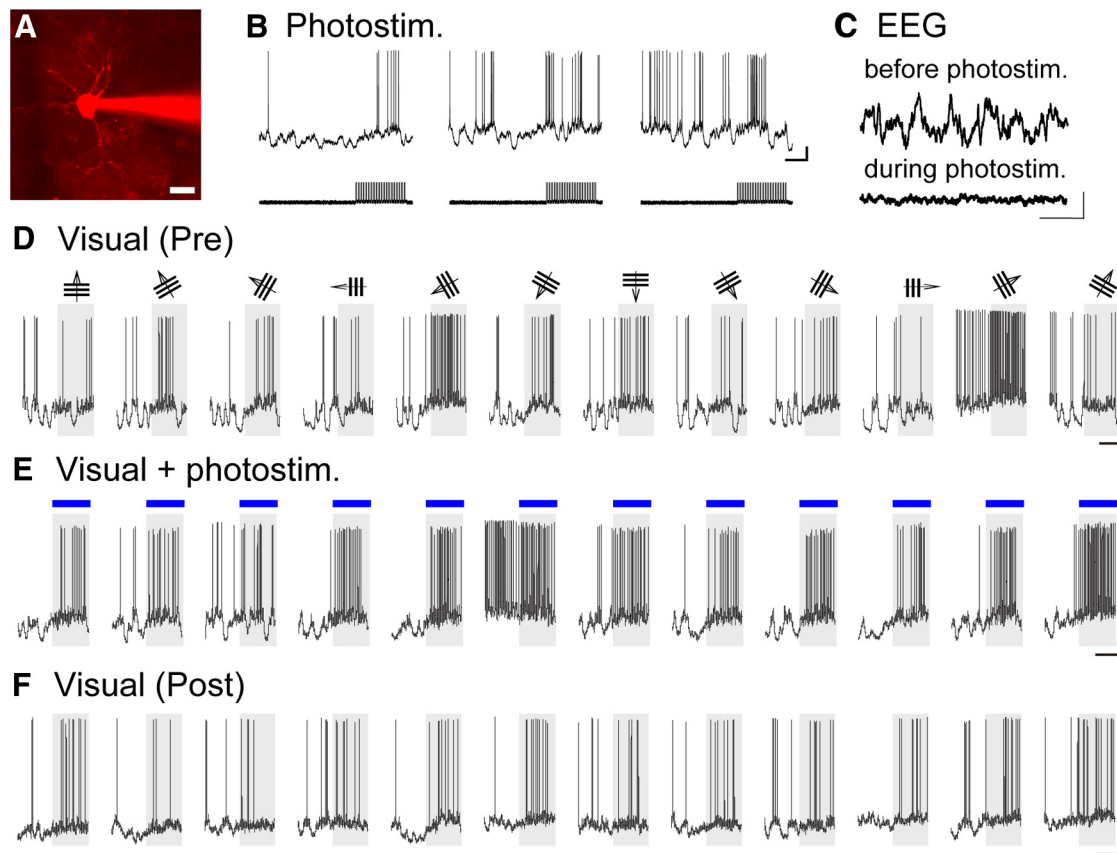 A
B Photostim.
C EEG
before photostim.
during photostim.
D Visual (Pre)
E Visual + photostim.
F Visual (Post)